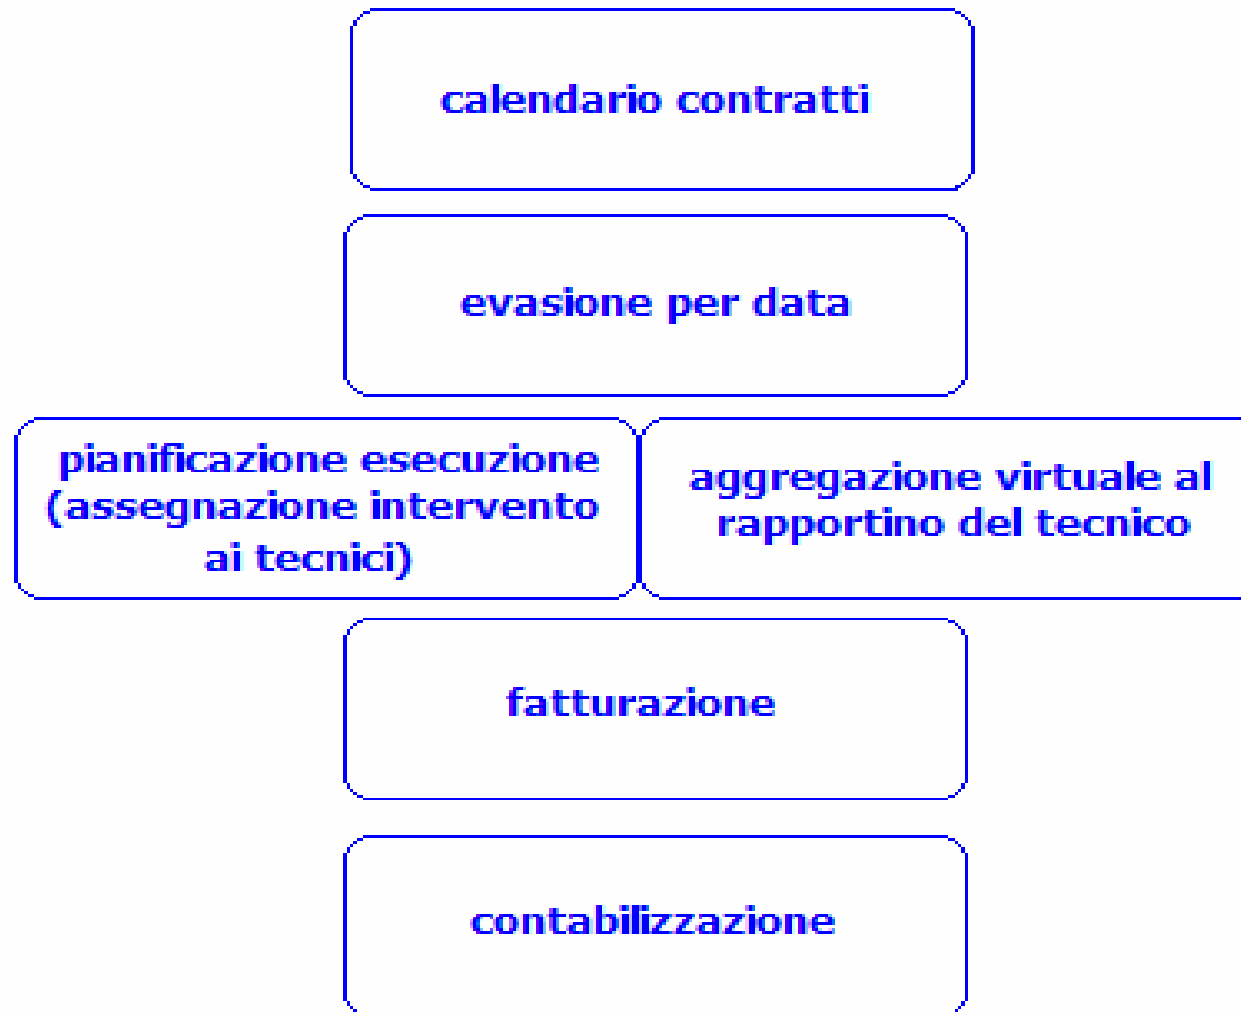 calendario contratti
evasione per data
pianificazione esecuzione
(assegnazione intervento
ai tecnici)
aggregazione virtuale al
rapportino del tecnico
fatturazione
contabilizzazione